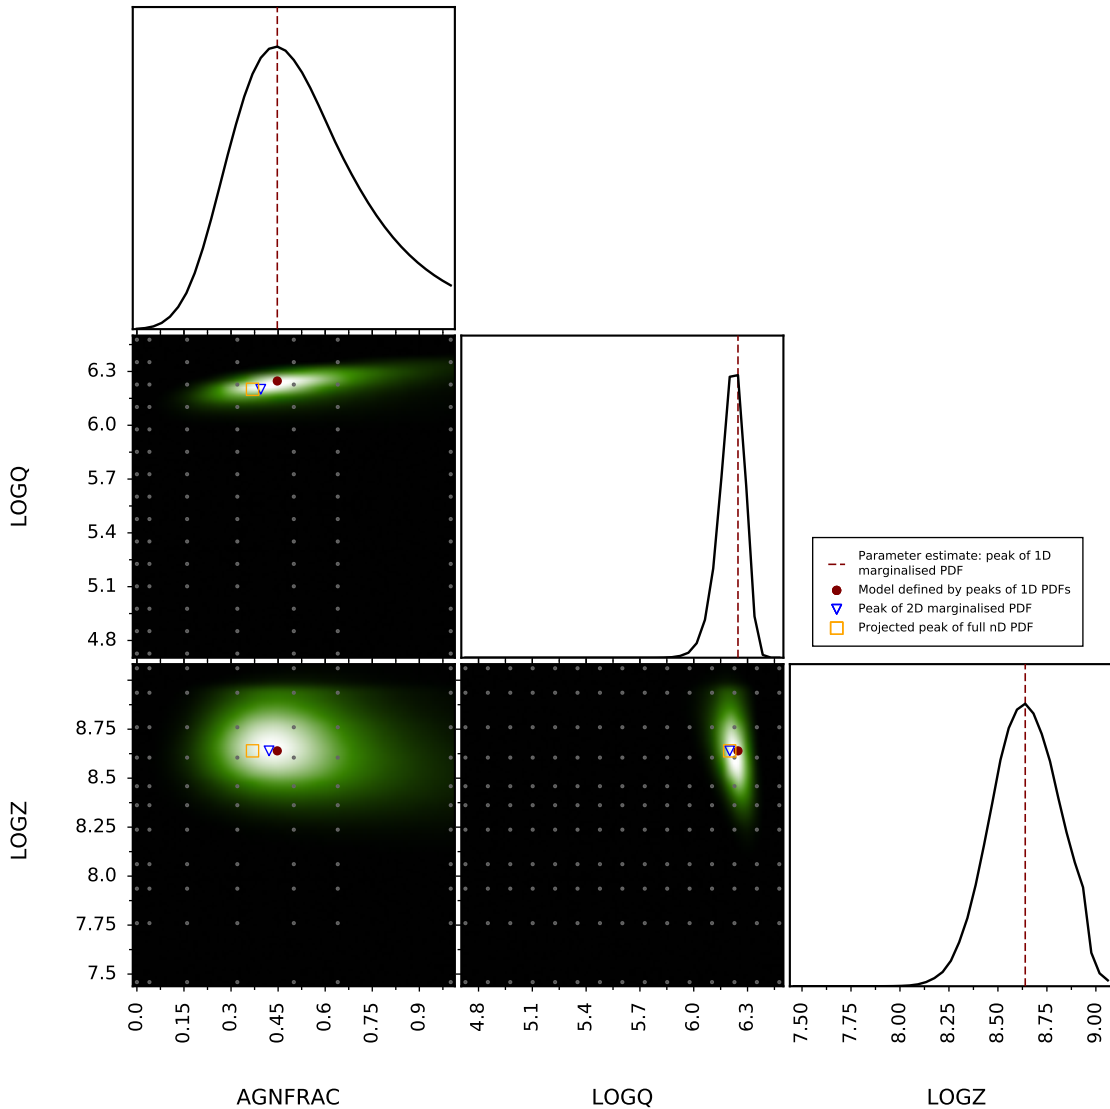 6.3
6.0
5.7
5.4
5.1
4.8
LOGQ
Parameter estimate: peak of 1D
marginalised PDF
Model defined by peaks of 1D PDFs
Peak of 2D marginalised PDF
Projected peak of full nD PDF
8.75
8.5
8.25
8.0
7.75
7.5
LOGZ
0.0 0.15 0.3 0.45 0.6 0.75 0.9
4.8 5.1 5.4 5.7 6.0 6.3
7.50 7.75 8.00 8.25 8.50 8.75 9.00
AGNFRAC LOGQ LOGZ